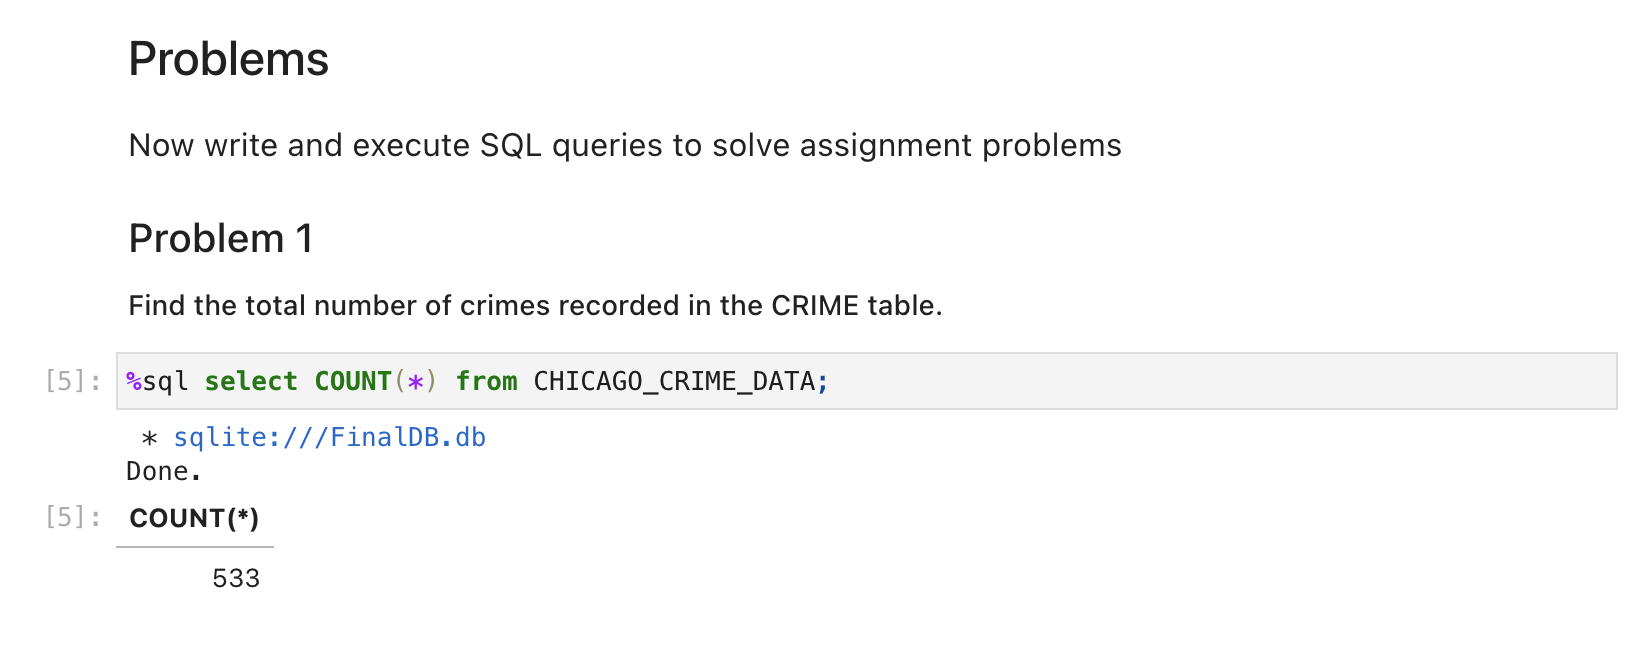 Problems
Now write and execute SQL queries to solve assignment problems
Problem 1
Find the total number of crimes recorded in the CRIME table.
[5]: %sql select COUNT(*) from CHICAGO_CRIME_DATA;
* sqlite:///FinalDB.db
Done.
[5]: COUNT(*)
533